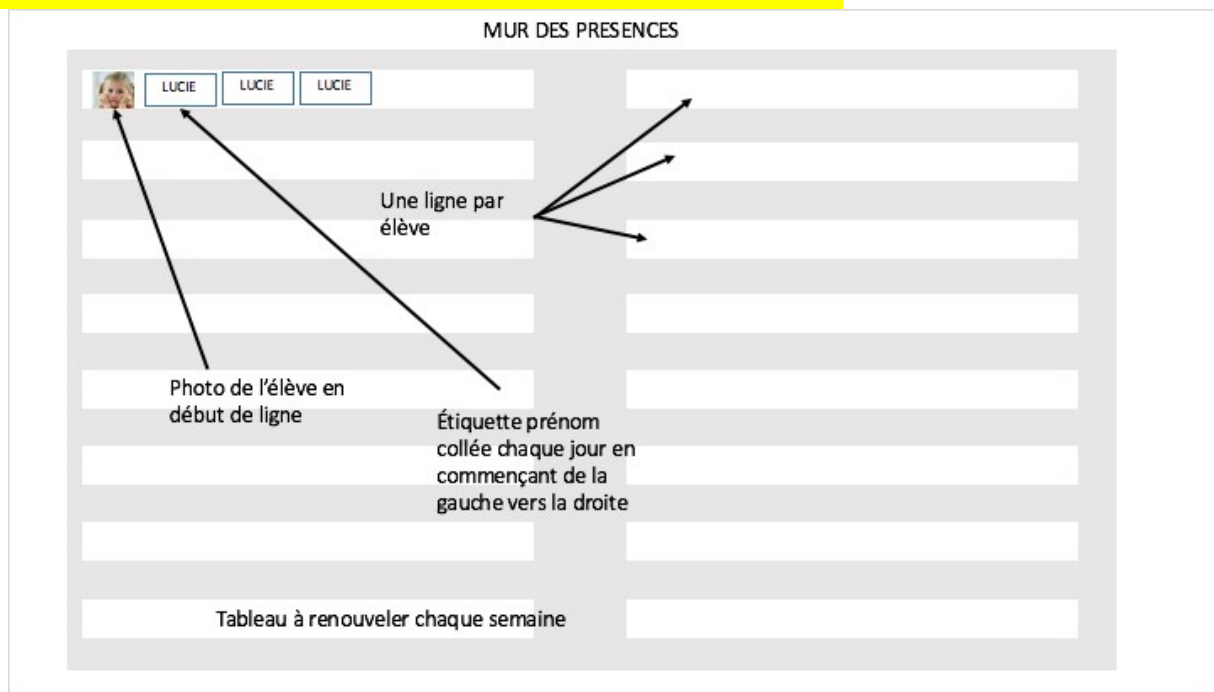 MUR DES PRESENCES
LUCIE LUCIE LUCIE
Une ligne par
élève
Photo de l'élève en
début de ligne
Étiquette prénom
collée chaque jour en
commençant de la
gauche vers la droite
Tableau à renouveler chaque semaine